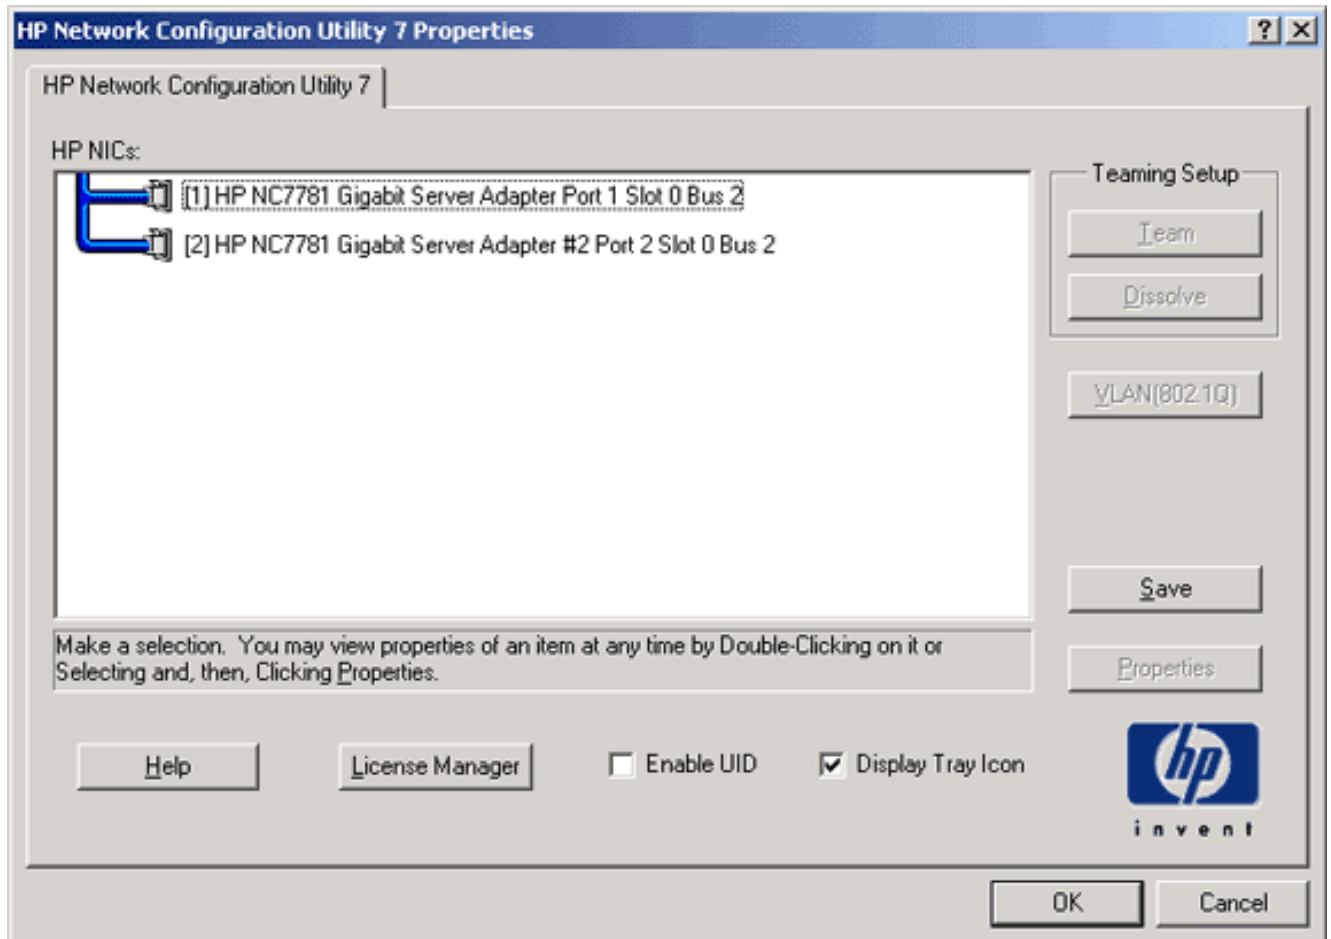 HP Network Configuration Utility 7 Properties
HP Network Configuration Utility 7
HP NICs:
[1] HP NC7781 Gigabit Server Adapter Port 1 Slot 0 Bus 2
[2] HP NC7781 Gigabit Server Adapter #2 Port 2 Slot 0 Bus 2
Teaming Setup
Team
Dissolve
VLAN(802.1Q)
Save
Make a selection. You may view properties of an item at any time by Double-Clicking on it or
Selecting and, then, Clicking Properties.
Properties
Help
License Manager
Enable UID
Display Tray Icon
hp
invent
OK
Cancel